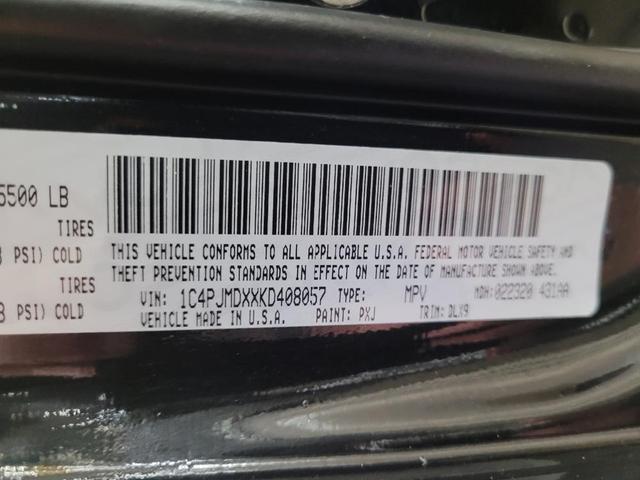 5500 LB
TIRES
PSI) COLD
TIRES
PSI) COLD
THIS VEHICLE CONFORMS TO ALL APPLICABLE U.S.A. FEDERAL MOTOR VEHICLE SAFETY AND
THEFT PREVENTION STANDARDS IN EFFECT ON THE DATE OF MANUFACTURE SHOWN ABOVE.
VIN: 1C4PJMDXXKD408057 TYPE: MPV MDH: 022320 431AA
VEHICLE MADE IN U.S.A. PAINT: PXJ TRIM: DLX9